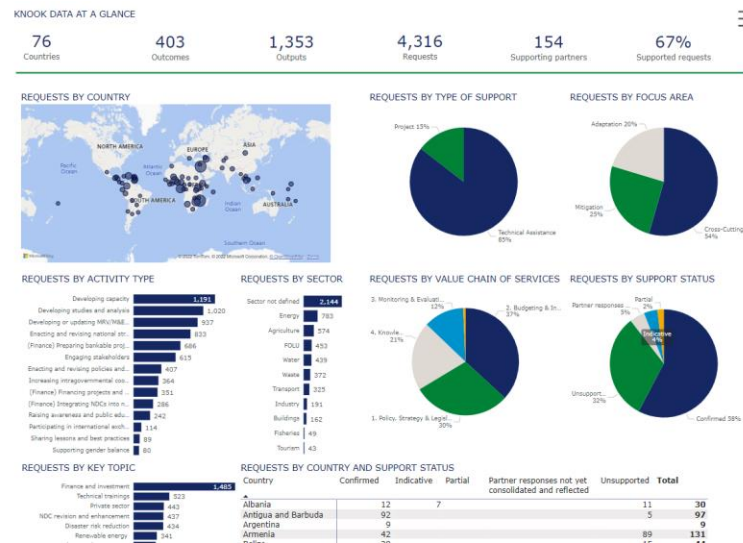 KNOOK DATA AT A GLANCE
76
Countries
403
Outcomes
1,353
Outputs
4,316
Requests
154
Supporting partners
67%
Supported requests
REQUESTS BY COUNTRY
NORTH AMERICA
EUROPE
ASIA
Pacific
Ocean
Atlantic
Ocean
SOUTH AMERICA
Indian
Ocean
AUSTRALIA
Southern Ocean
REQUESTS BY TYPE OF SUPPORT
Project 15%
Technical Assistance
85%
REQUESTS BY FOCUS AREA
Adaptation 20%
Mitigation
25%
Cross-Cutting
54%
REQUESTS BY ACTIVITY TYPE
Developing capacity 1,191
Developing studies and analysis 1,020
Developing or updating MRV/M&E... 937
Enacting and revising national str... 833
(Finance) Preparing bankable proj... 686
Engaging stakeholders 615
Enacting and revising policies and... 407
Increasing intragovernmental coo... 364
(Finance) Financing projects and ... 351
(Finance) Integrating NDCs into n... 286
Raising awareness and public edu... 242
Participating in international exch... 114
Sharing lessons and best practices 89
Supporting gender balance 80
REQUESTS BY SECTOR
Sector not defined 2,144
Energy 783
Agriculture 574
FOLU 453
Water 439
Waste 372
Transport 325
Industry 191
Buildings 162
Fisheries 49
Tourism 43
REQUESTS BY VALUE CHAIN OF SERVICES
3. Monitoring & Evaluati...
12%
2. Budgeting & In...
37%
4. Knowle...
21%
1. Policy, Strategy & Legisl...
30%
REQUESTS BY SUPPORT STATUS
Partner responses ...
5%
Partial
2%
Indicative
4%
Unsupport...
32%
Confirmed 58%
REQUESTS BY KEY TOPIC
Finance and investment 1,485
Technical trainings 523
Private sector 443
NDC revision and enhancement 437
Disaster risk reduction 434
Renewable energy 341
REQUESTS BY COUNTRY AND SUPPORT STATUS
Country Confirmed Indicative Partial Partner responses not yet consolidated and reflected Unsupported Total
Albania 12 7 11 30
Antigua and Barbuda 92 5 97
Argentina 9 9
Armenia 42 89 131